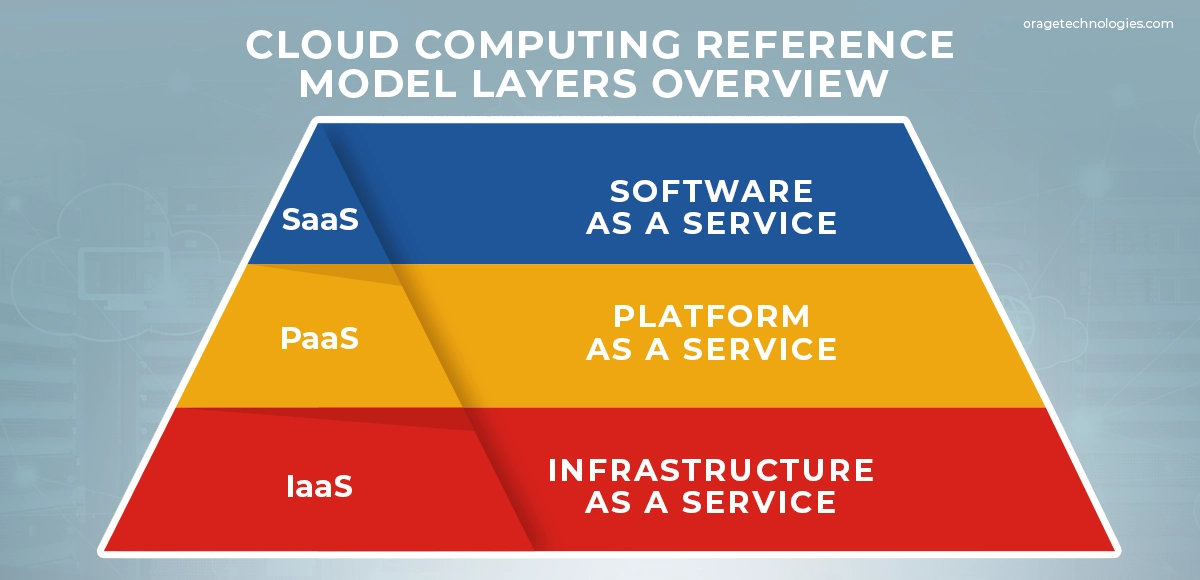 oragetechnologies.com
CLOUD COMPUTING REFERENCE
MODEL LAYERS OVERVIEW
SaaS
SOFTWARE
AS A SERVICE
PaaS
PLATFORM
AS A SERVICE
IaaS
INFRASTRUCTURE
AS A SERVICE